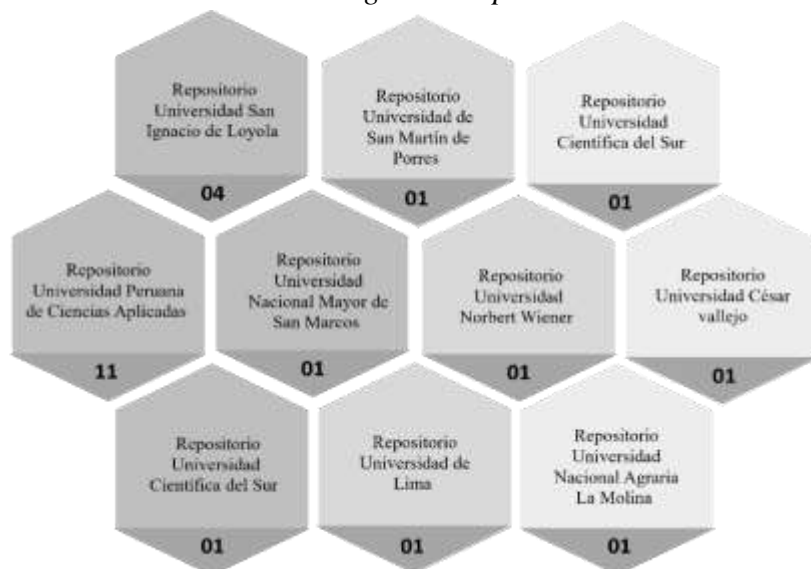 Repositorio
Universidad San
Ignacio de Loyola
04
Repositorio
Universidad de
San Martín de
Porres
01
Repositorio
Universidad
Científica del Sur
01
Repositorio
Universidad Peruana
de Ciencias Aplicadas
11
Repositorio
Universidad
Nacional Mayor de
San Marcos
01
Repositorio
Universidad
Norbert Wiener
01
Repositorio
Universidad César
vallejo
01
Repositorio
Universidad
Científica del Sur
01
Repositorio
Universidad de
Lima
01
Repositorio
Universidad
Nacional Agraria
La Molina
01